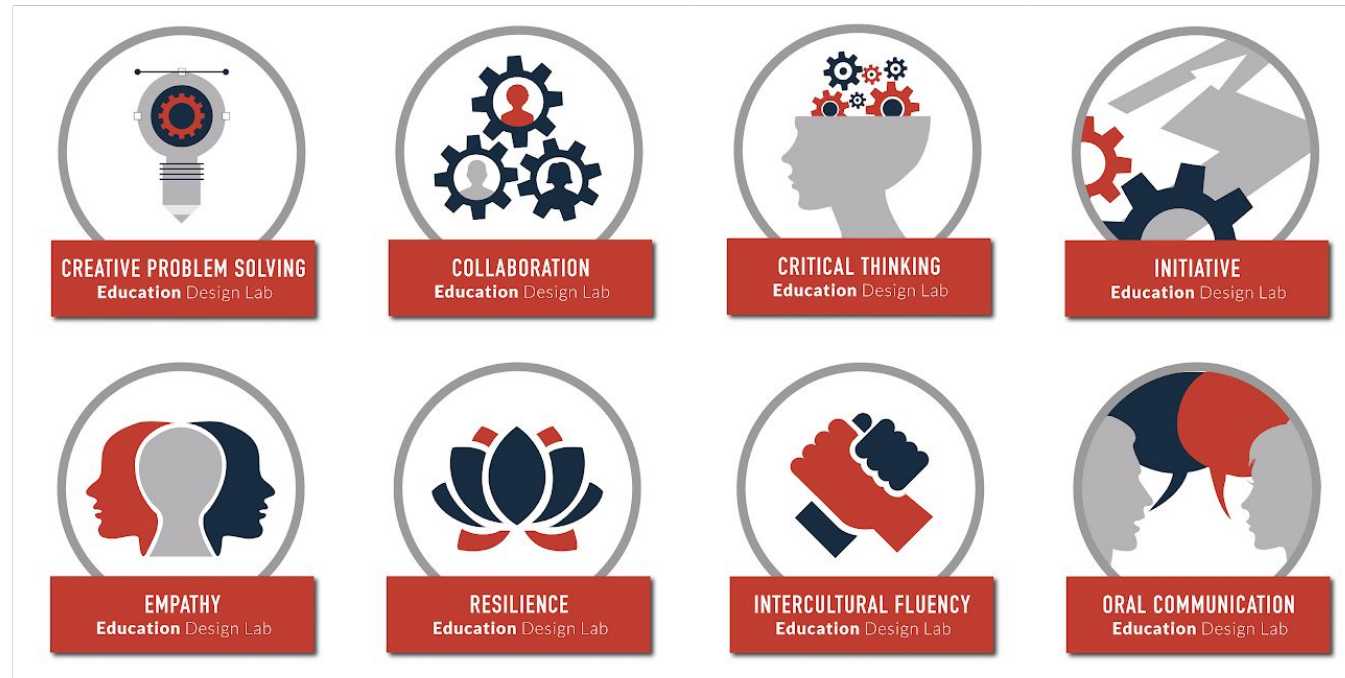 CREATIVE PROBLEM SOLVING
Education Design Lab
COLLABORATION
Education Design Lab
CRITICAL THINKING
Education Design Lab
INITIATIVE
Education Design Lab
EMPATHY
Education Design Lab
RESILIENCE
Education Design Lab
INTERCULTURAL FLUENCY
Education Design Lab
ORAL COMMUNICATION
Education Design Lab